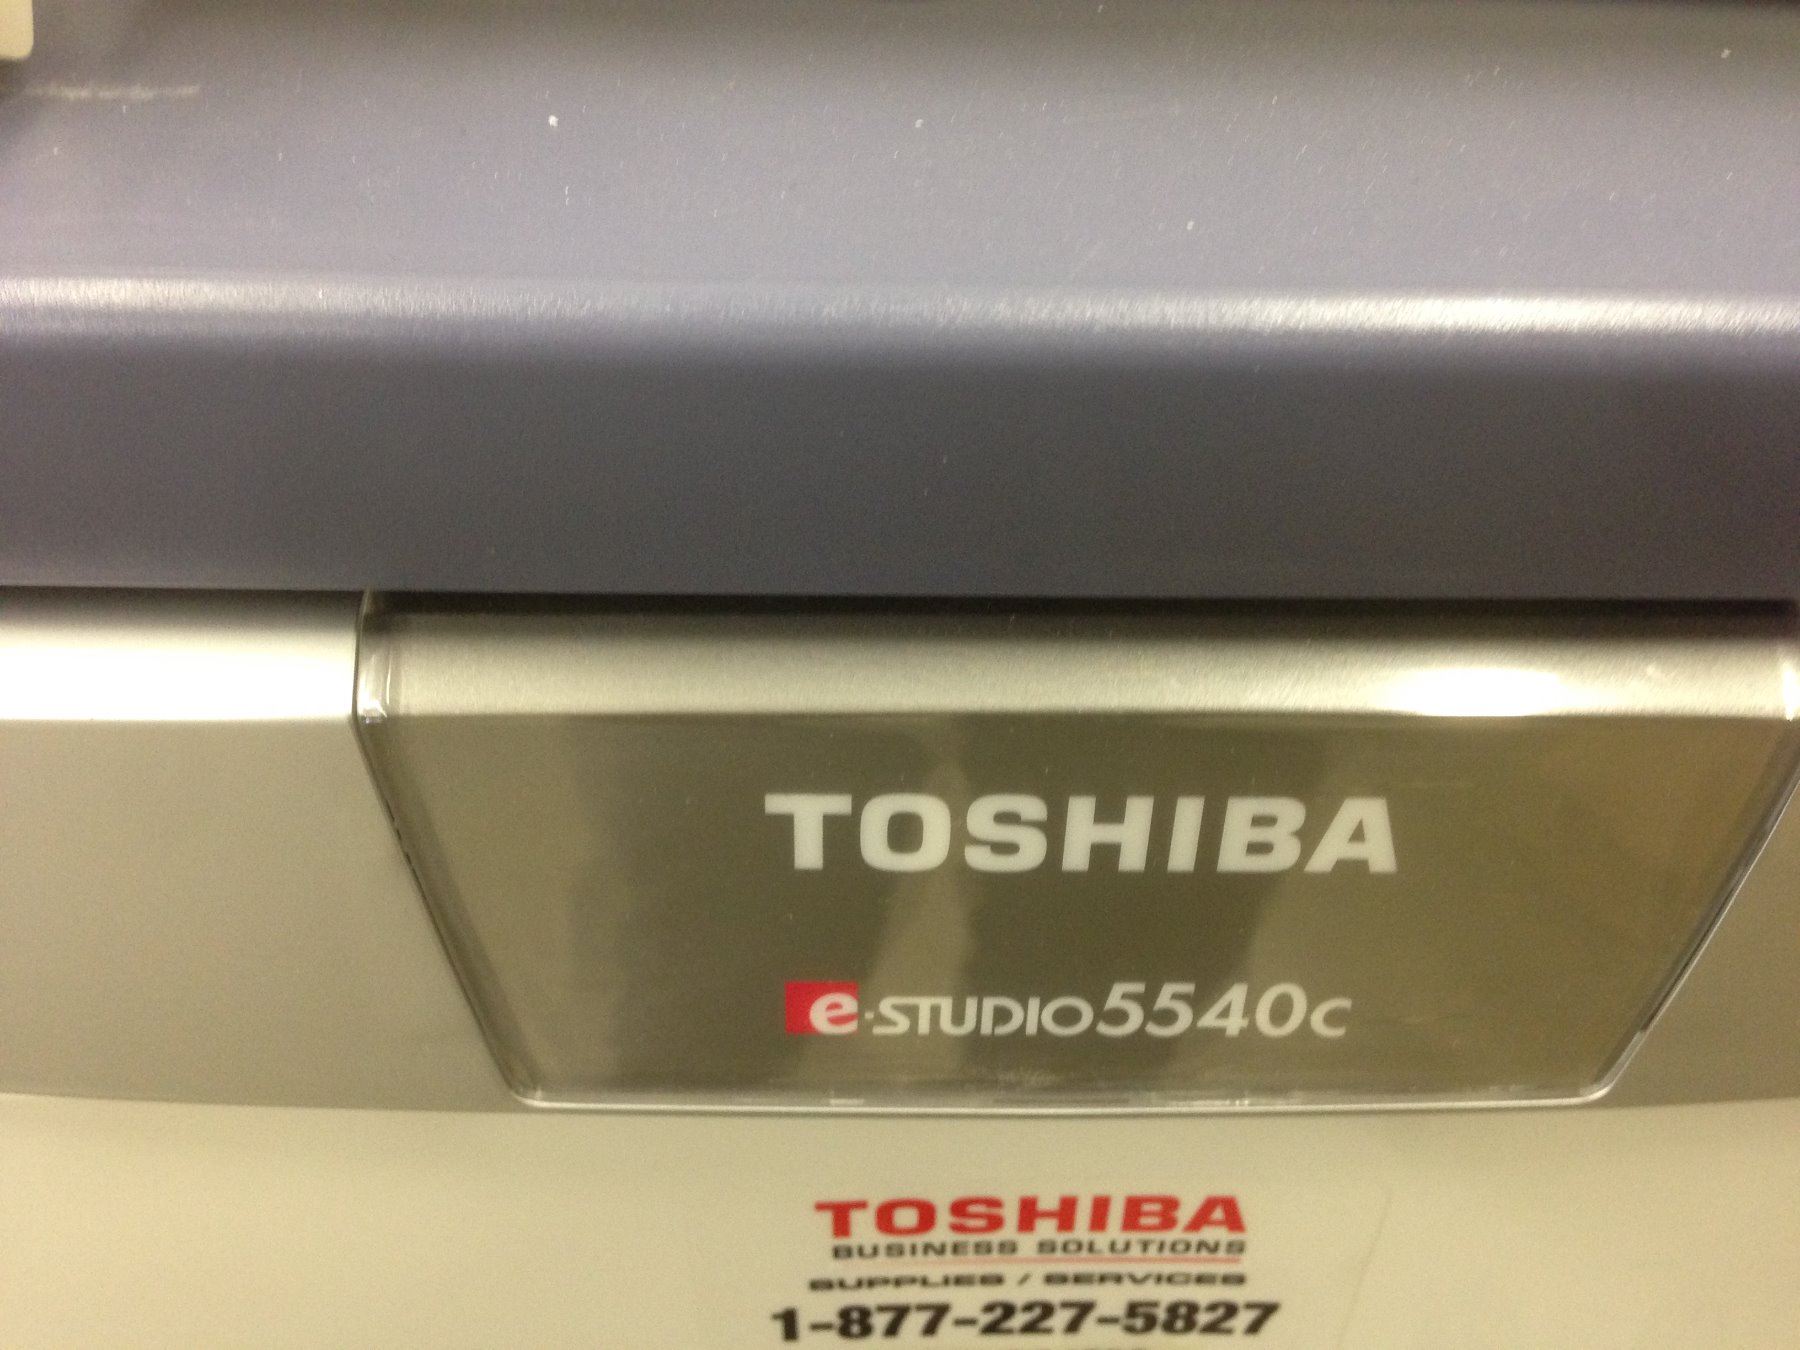 TOSHIBA
e-STUDIO5540c
TOSHIBA
BUSINESS SOLUTIONS
SUPPLIES / SERVICES
1-877-227-5827